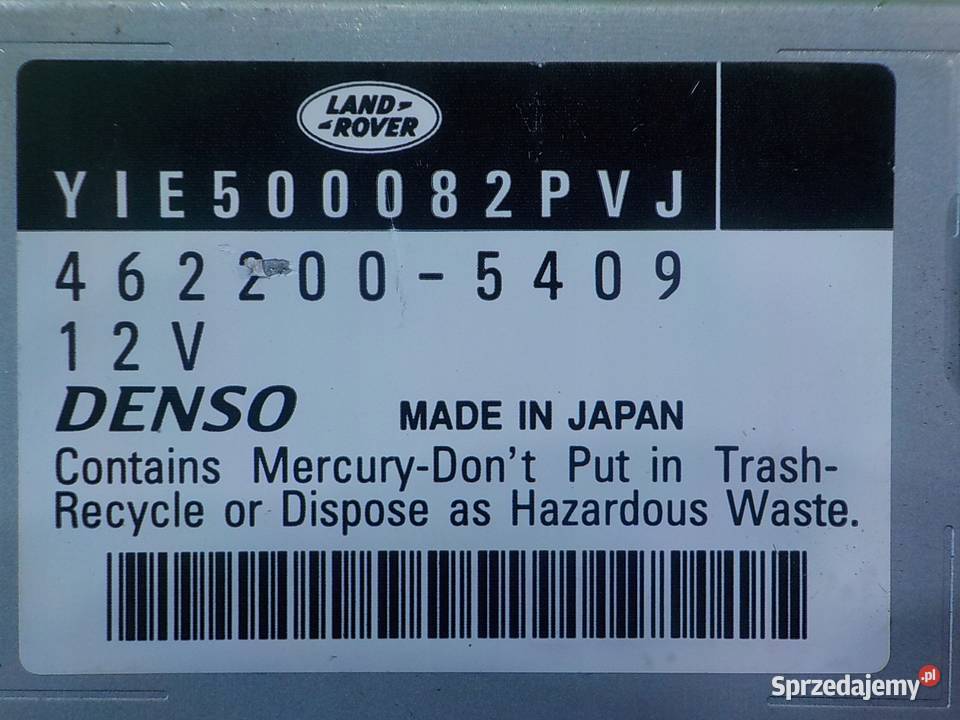 LAND-
-ROVER
YIE500082PVJ
462200-5409
12V
DENSO MADE IN JAPAN
Contains Mercury-Don't Put in Trash-
Recycle or Dispose as Hazardous Waste.
Sprzedajemy.pl